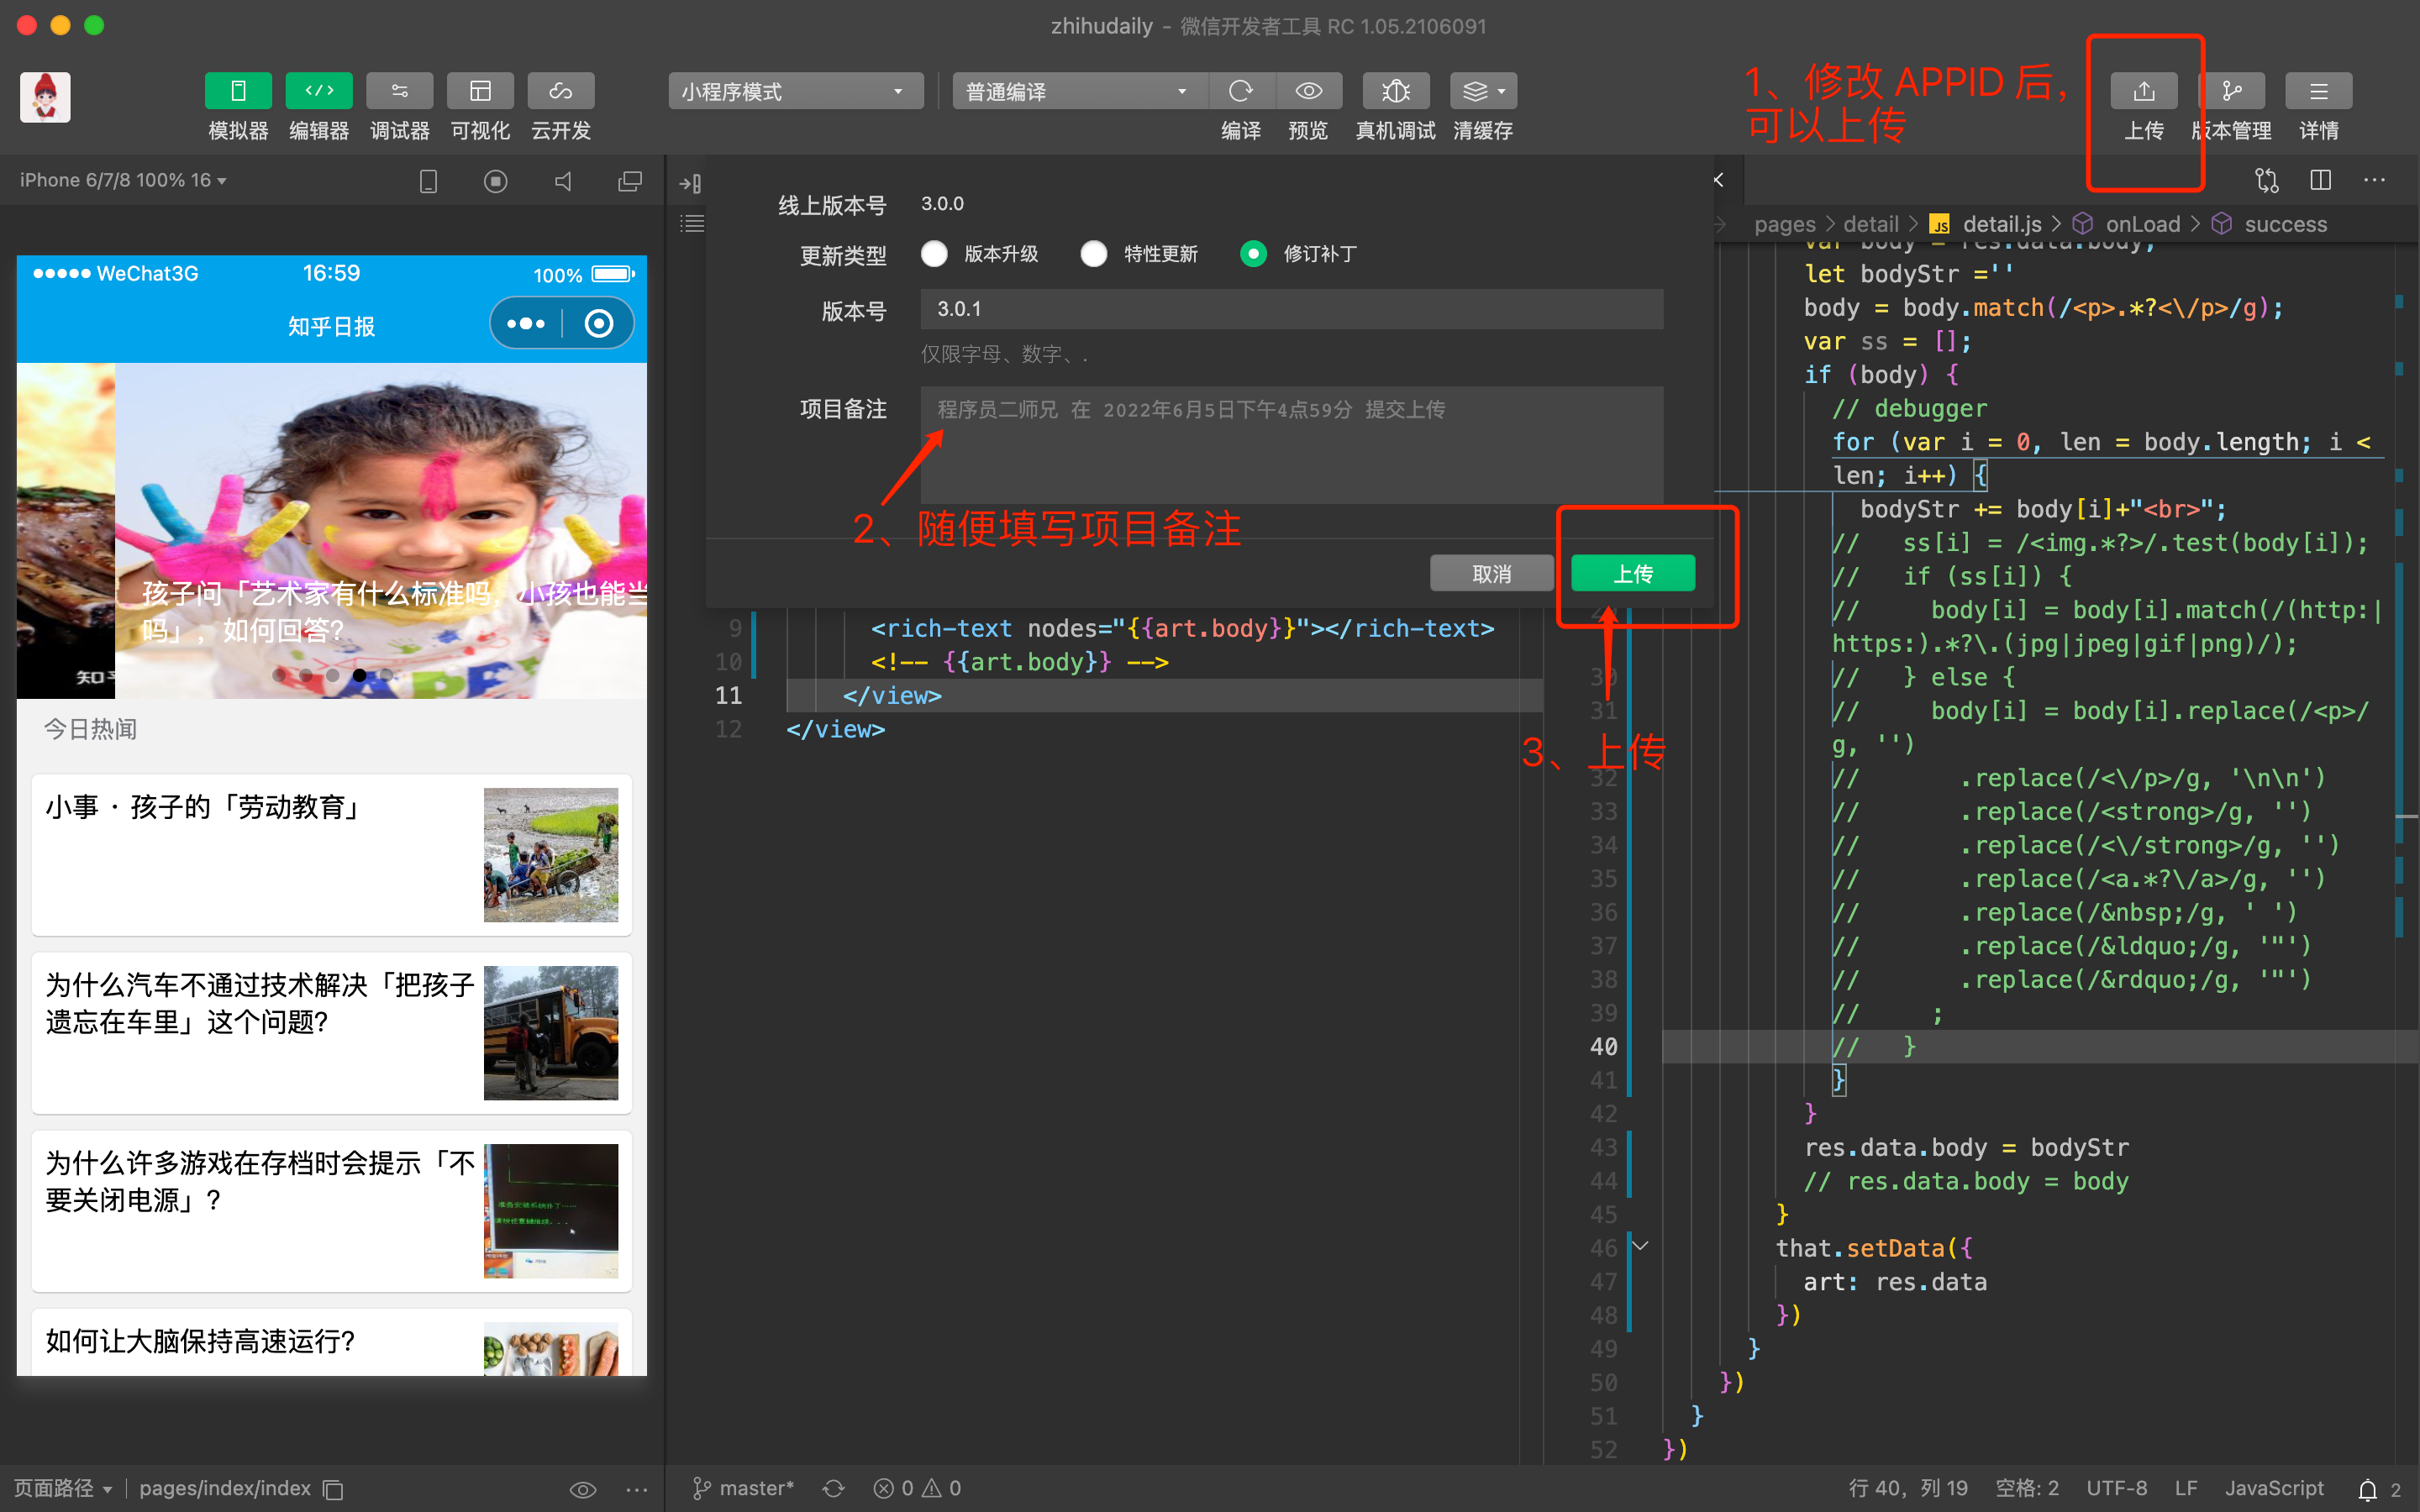 zhihudaily - 微信开发者工具 RC 1.05.2106091
模拟器
编辑器
调试器
可视化
云开发
小程序模式
普通编译
编译
预览
真机调试
清缓存
1、修改 APPID 后,
可以上传
上传
版本管理
详情
iPhone 6/7/8 100% 16
WeChat3G
16:59
100%
知乎日报
孩子问「艺术家有什么标准吗，小孩也能当
吗」，如何回答?
知乎
今日热闻
小事 · 孩子的「劳动教育」
为什么汽车不通过技术解决「把孩子
遗忘在车里」这个问题?
为什么许多游戏在存档时会提示「不
要关闭电源」?
如何让大脑保持高速运行?
页面路径
pages/index/index
线上版本号
3.0.0
更新类型
版本升级
特性更新
修订补丁
版本号
3.0.1
仅限字母、数字、.
项目备注
程序员二师兄 在 2022年6月5日下午4点59分 提交上传
2、随便填写项目备注
取消
上传
3、上传
9 <rich-text nodes="{{art.body}}"></rich-text>
10 <!-- {{art.body}} -->
11 </view>
12 </view>
pages > detail > JS detail.js > onLoad > success
var body = res.data.body;
let bodyStr =''
body = body.match(/<p>.*?<\/p>/g);
var ss = [];
if (body) {
// debugger
for (var i = 0, len = body.length; i <
len; i++) {
bodyStr += body[i]+"<br>";
// ss[i] = /<img.*?>/.test(body[i]);
// if (ss[i]) {
// body[i] = body[i].match(/(http:|
https:).*?\.(jpg|jpeg|gif|png)/);
30 // } else {
31 // body[i] = body[i].replace(/<p>/
g, '')
32 // .replace(/<\/p>/g, '\n\n')
33 // .replace(/<strong>/g, '')
34 // .replace(/<\/strong>/g, '')
35 // .replace(/<a.*?\/a>/g, '')
36 // .replace(/&nbsp;/g, ' ')
37 // .replace(/&ldquo;/g, '"')
38 // .replace(/&rdquo;/g, '"')
39 // ;
40 // }
41 }
42 }
43 res.data.body = bodyStr
44 // res.data.body = body
45 }
46 that.setData({
47 art: res.data
48 })
49 }
50 })
51 }
52 })
master*
0
0
行 40，列 19
空格: 2
UTF-8
LF
JavaScript
2